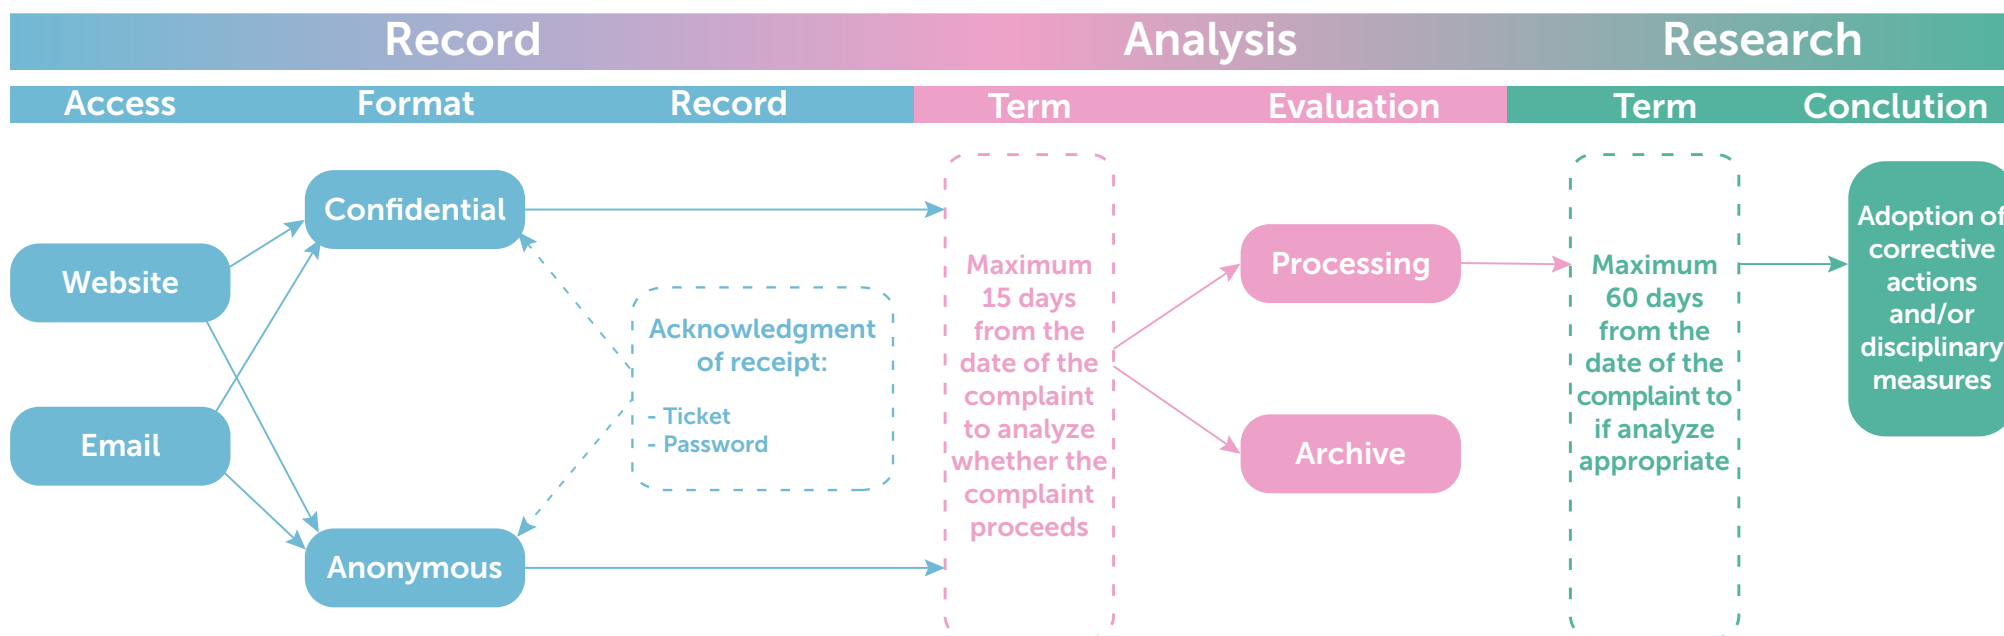 Record
Analysis
Research
Access
Format
Record
Term
Evaluation
Term
Conclution
Website
Email
Confidential
Anonymous
Acknowledgment
of receipt:
- Ticket
- Password
Maximum
15 days
from the
date of the
complaint
to analyze
whether the
complaint
proceeds
Processing
Archive
Maximum
60 days
from the
date of the
complaint to
if analyze
appropriate
Adoption of
corrective
actions
and/or
disciplinary
measures